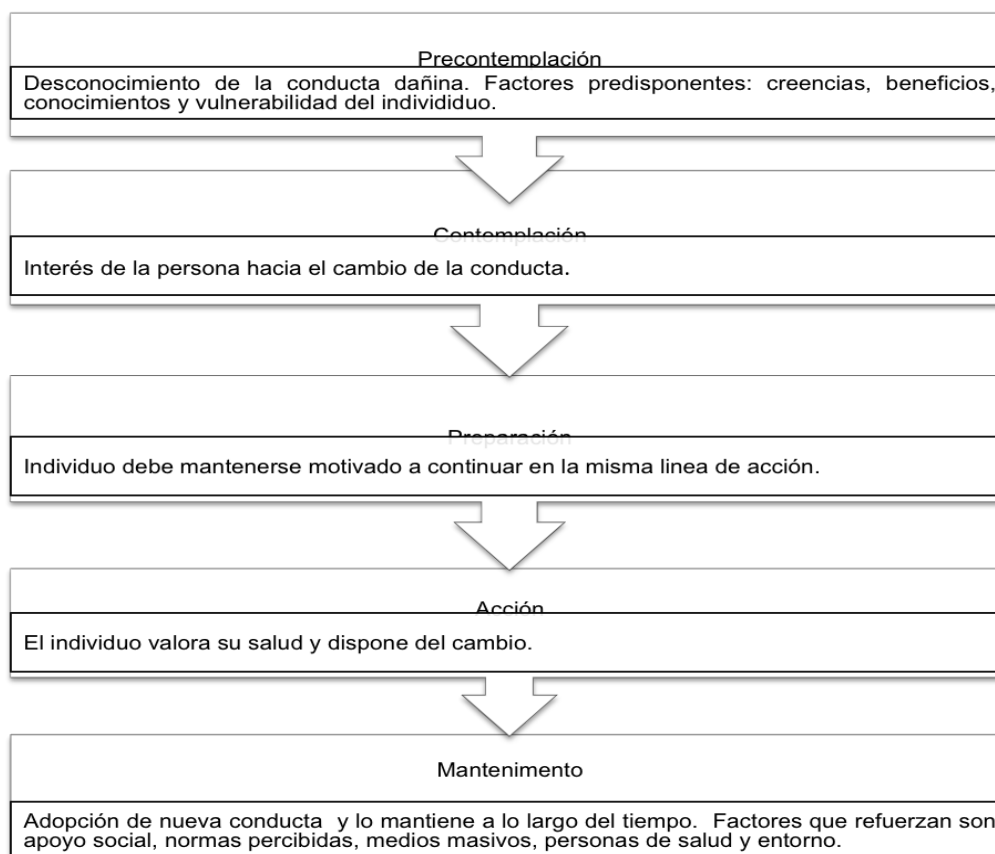 Precontemplación
Desconocimiento de la conducta dañina. Factores predisponentes: creencias, beneficios,
conocimientos y vulnerabilidad del individiduo.
Contemplación
Interés de la persona hacia el cambio de la conducta.
Preparación
Individuo debe mantenerse motivado a continuar en la misma linea de acción.
Acción
El individuo valora su salud y dispone del cambio.
Mantenimento
Adopción de nueva conducta y lo mantiene a lo largo del tiempo. Factores que refuerzan son
apoyo social, normas percibidas, medios masivos, personas de salud y entorno.